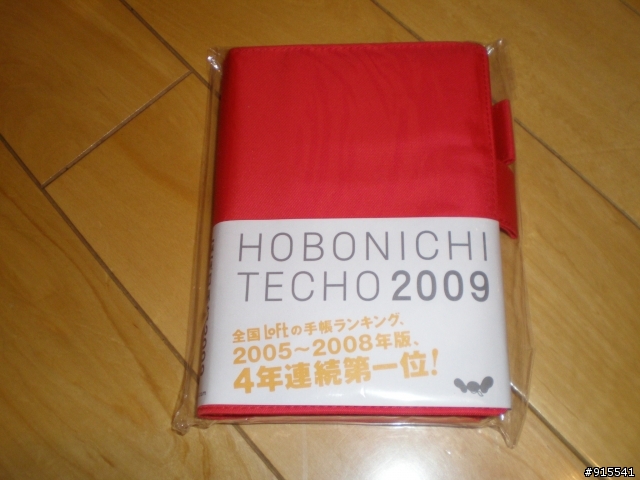 HOBONICHI
TECHO 2009
全国Loftの手帳ランキング、
2005～2008年版、
4年連続第一位!
#915541